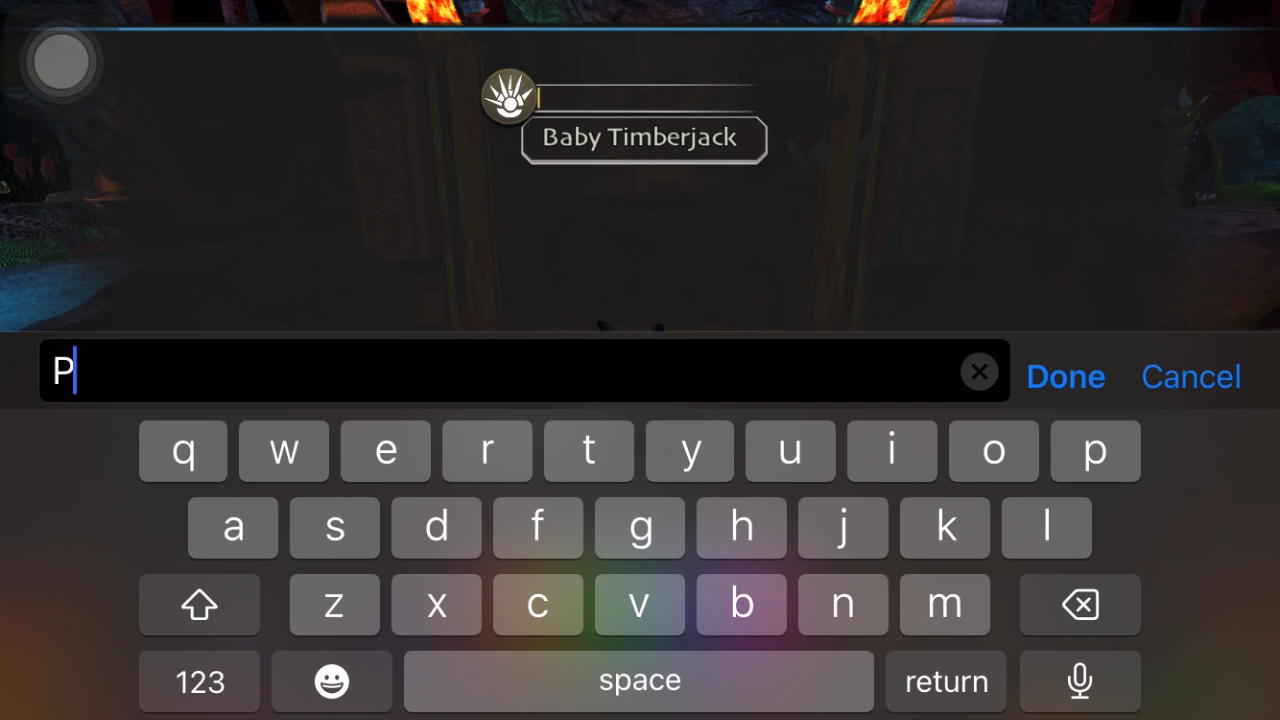 Baby Timberjack
P
Done Cancel
q w e r t y u i o p
a s d f g h j k l
z x c v b n m
123 space return